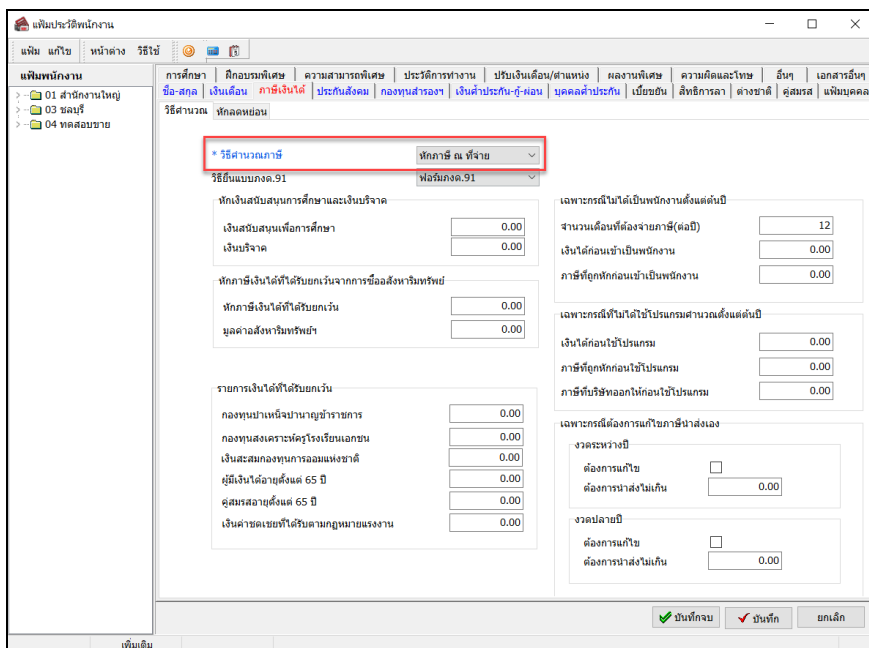 แฟ้มประวัติพนักงาน
แฟ้ม แก้ไข หน้าต่าง วิธีใช้
แฟ้มพนักงาน
01 สำนักงานใหญ่
03 ชลบุรี
04 ทดสอบขาย
การศึกษา ฝึกอบรมพิเศษ ความสามารถพิเศษ ประวัติการทำงาน ปรับเงินเดือน/ตำแหน่ง ผลงานพิเศษ ความผิดและโทษ อื่นๆ เอกสารอื่นๆ
ชื่อ-สกุล เงินเดือน ภาษีเงินได้ ประกันสังคม กองทุนสำรองฯ เงินค้ำประกัน-กู้-ผ่อน บุคคลค้ำประกัน เบี้ยขยัน สิทธิการลา ต่างชาติ คู่สมรส แฟ้มบุคคล
วิธีคำนวณ หักลดหย่อน
* วิธีคำนวณภาษี หักภาษี ณ ที่จ่าย
วิธียื่นแบบภงด.91 ฟอร์มภงด.91
หักเงินสนับสนุนการศึกษาและเงินบริจาค
เงินสนับสนุนเพื่อการศึกษา 0.00
เงินบริจาค 0.00
หักภาษีเงินได้ที่ได้รับยกเว้นจากการซื้ออสังหาริมทรัพย์
หักภาษีเงินได้ที่ได้รับยกเว้น 0.00
มูลค่าอสังหาริมทรัพย์ฯ 0.00
รายการเงินได้ที่ได้รับยกเว้น
กองทุนบำเหน็จบำนาญข้าราชการ 0.00
กองทุนสงเคราะห์ครูโรงเรียนเอกชน 0.00
เงินสะสมกองทุนการออมแห่งชาติ 0.00
ผู้มีเงินได้อายุตั้งแต่ 65 ปี 0.00
คู่สมรสอายุตั้งแต่ 65 ปี 0.00
เงินค่าชดเชยที่ได้รับตามกฎหมายแรงงาน 0.00
เฉพาะกรณีไม่ได้เป็นพนักงานตั้งแต่ต้นปี
จำนวนเดือนที่ต้องจ่ายภาษี(ต่อปี) 12
เงินได้ก่อนเข้าเป็นพนักงาน 0.00
ภาษีที่ถูกหักก่อนเข้าเป็นพนักงาน 0.00
เฉพาะกรณีที่ไม่ได้ใช้โปรแกรมคำนวณตั้งแต่ต้นปี
เงินได้ก่อนใช้โปรแกรม 0.00
ภาษีที่ถูกหักก่อนใช้โปรแกรม 0.00
ภาษีที่บริษัทออกให้ก่อนใช้โปรแกรม 0.00
เฉพาะกรณีต้องการแก้ไขภาษีนำส่งเอง
งวดระหว่างปี
ต้องการแก้ไข
ต้องการนำส่งไม่เกิน 0.00
งวดปลายปี
ต้องการแก้ไข
ต้องการนำส่งไม่เกิน 0.00
บันทึกจบ บันทึก ยกเลิก
เพิ่มเติม